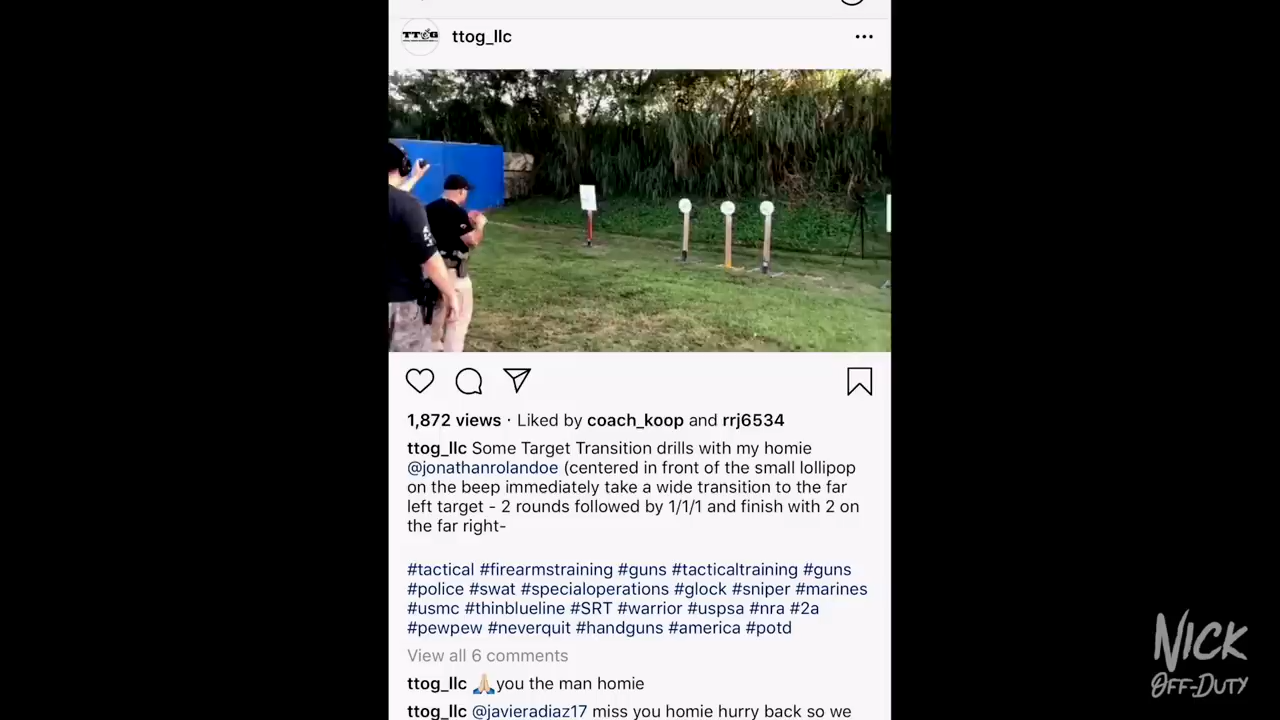 TTOG
ttog_llc
1,872 views · Liked by coach_koop and rrj6534
ttog_llc Some Target Transition drills with my homie
@jonathanrolandoe (centered in front of the small lollipop
on the beep immediately take a wide transition to the far
left target - 2 rounds followed by 1/1/1 and finish with 2 on
the far right-
#tactical #firearmstraining #guns #tacticaltraining #guns
#police #swat #specialoperations #glock #sniper #marines
#usmc #thinblueline #SRT #warrior #uspsa #nra #2a
#pewpew #neverquit #handguns #america #potd
View all 6 comments
ttog_llc 🙏🏼you the man homie
ttog_llc @javieradiaz17 miss you homie hurry back so we
NICK
OFF-DUTY